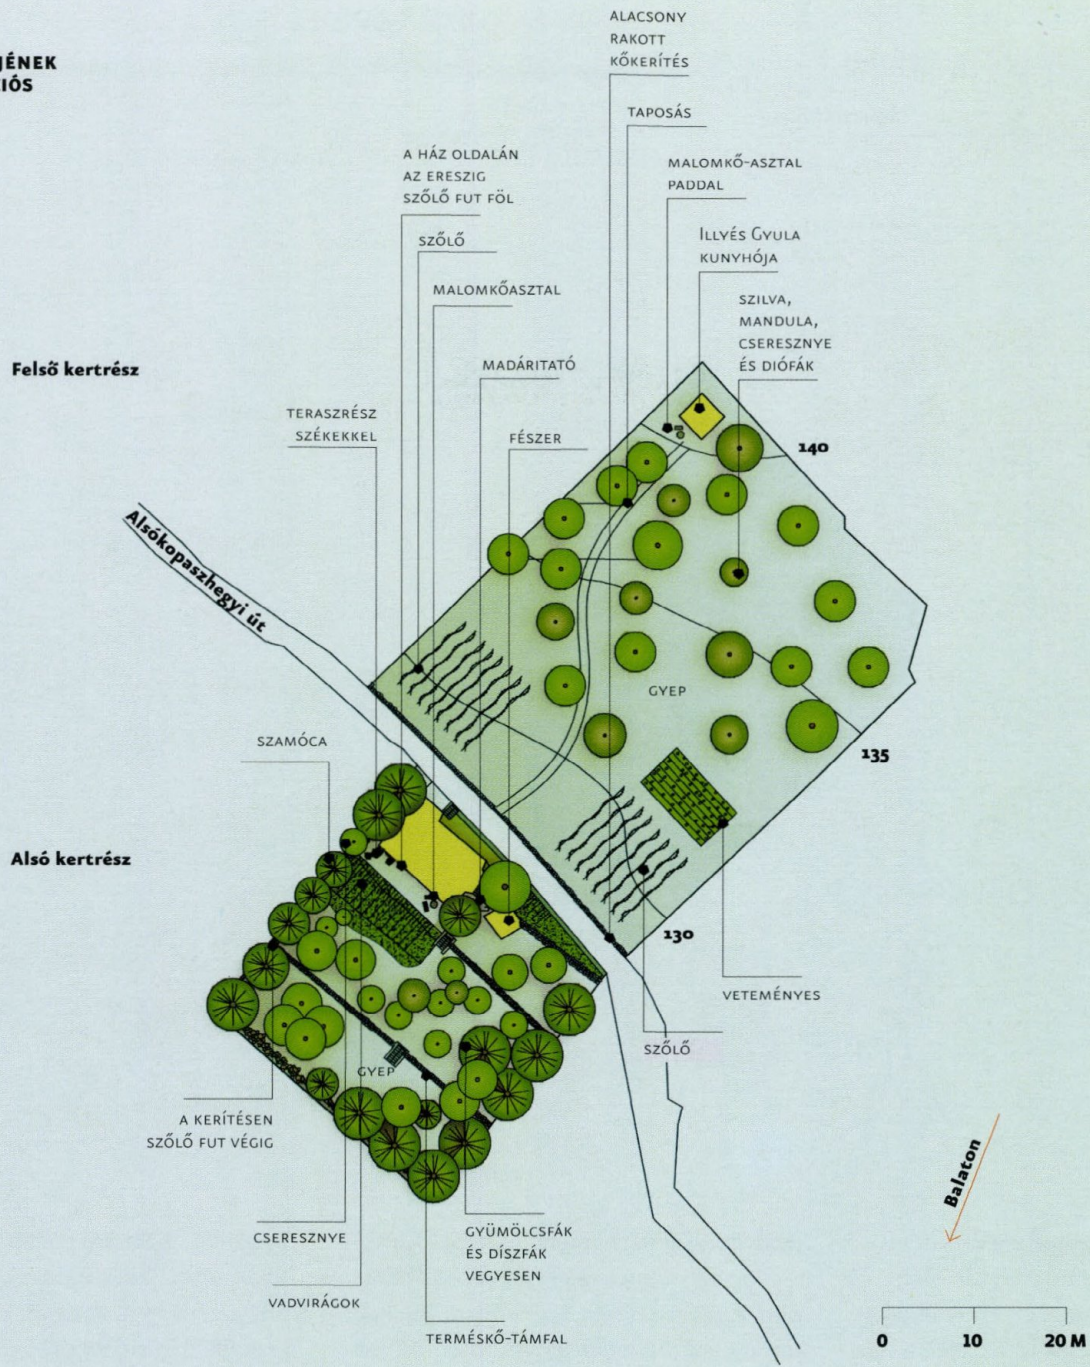 JÉNEK
IÓS
ALACSONY
RAKOTT
KŐKERÍTÉS
TAPOSÁS
A HÁZ OLDALÁN
AZ ERESZIG
SZŐLŐ FUT FÖL
MALOMKŐ-ASZTAL
PADDAL
SZŐLŐ
ILLYÉS GYULA
KUNYHÓJA
MALOMKŐASZTAL
SZILVA,
MANDULA,
CSERESZNYE
ÉS DIÓFÁK
Felső kertrész
MADÁRITATÓ
TERASZRÉSZ
SZÉKEKKEL
FÉSZER
140
Alsókopaszhegyi út
GYEP
SZAMÓCA
135
Alsó kertrész
130
VETEMÉNYES
SZŐLŐ
GYEP
A KERÍTÉSEN
SZŐLŐ FUT VÉGIG
Balaton
CSERESZNYE
GYÜMÖLCSFÁK
ÉS DÍSZFÁK
VEGYESEN
VADVIRÁGOK
TERMÉSKŐ-TÁMFAL
0 10 20 M